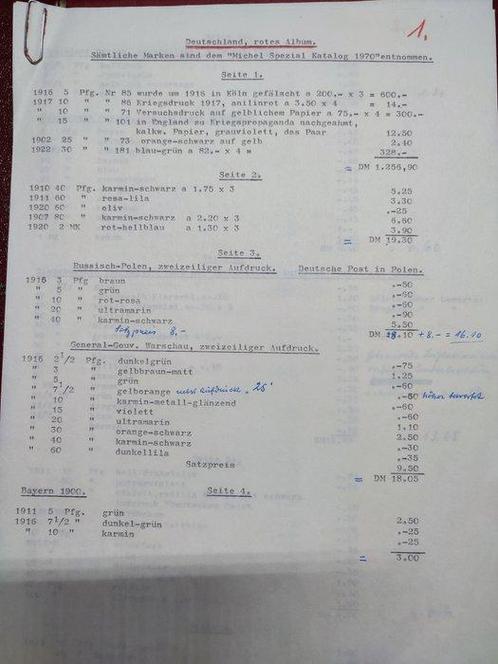 1.
Deutschland, rotes Album.
Sämtliche Marken sind dem "Michel Spezial Katalog 1970"entnommen.
Seite 1.
1916 5 Pfg. Nr 85 wurde um 1916 in Köln gefälscht a 200.- x 3 = 600.-
1917 10 " " 86 Kriegsdruck 1917, anilinrot a 3.50 x 4 = 14.-
" 10 " " 71 Versuchsdruck auf gelblichem Papier a 75,- x 4 = 300.-
" 15 " " 101 in England zu Kriegspropaganda nachgeahmt,
kalkw. Papier, grauviolett, das Paar 12.50
1902 25 " " 73 orange-schwarz auf gelb 2.40
1922 30 " " 181 blau-grün a 82.- x 4 = 328.-
= DM 1.256,90
Seite 2.
1910 40 Pfg. karmin-schwarz a 1.75 x 3 5.25
1911 60 " rosa-lila 3.30
1920 60 " oliv .-25
1907 80 " karmin-schwarz a 2.20 x 3 6.60
1920 2 MK rot-hellblau a 1.30 x 3 3.90
= DM 19.30
Seite 3.
Russisch-Polen, zweizeiliger Aufdruck. Deutsche Post in Polen.
1916 3 Pfg braun .-50
" 5 " grün .-60
" 10 " rot-rosa .-60
" 20 " ultramarin .-90
" 40 " karmin-schwarz 5.50
Satzpreis 8,- DM 8.10 + 8.- = 16.10
General-Gouv. Warschau, zweizeiliger Aufdruck.
1916 2 1/2 Pfg. dunkelgrün .-75
" 3 " gelbbraun-matt 1.25
" 5 " grün .-60
" 7 1/2 " gelborange nebst Aufdruck "25" .-60 höher bewertet
" 10 " karmin-metall-glänzend .-60
" 15 " violett .-60
" 20 " ultramarin 1.10
" 30 " orange-schwarz 2.50
" 40 " karmin-schwarz .-30
" 60 " dunkellila .-35
Satzpreis 9.50
= DM 18.05
Bayern 1900. Seite 4.
1911 5 Pfg. grün 2,50
1916 7 1/2 " dunkel-grün .-25
" 10 " karmin .-25
= 3.00